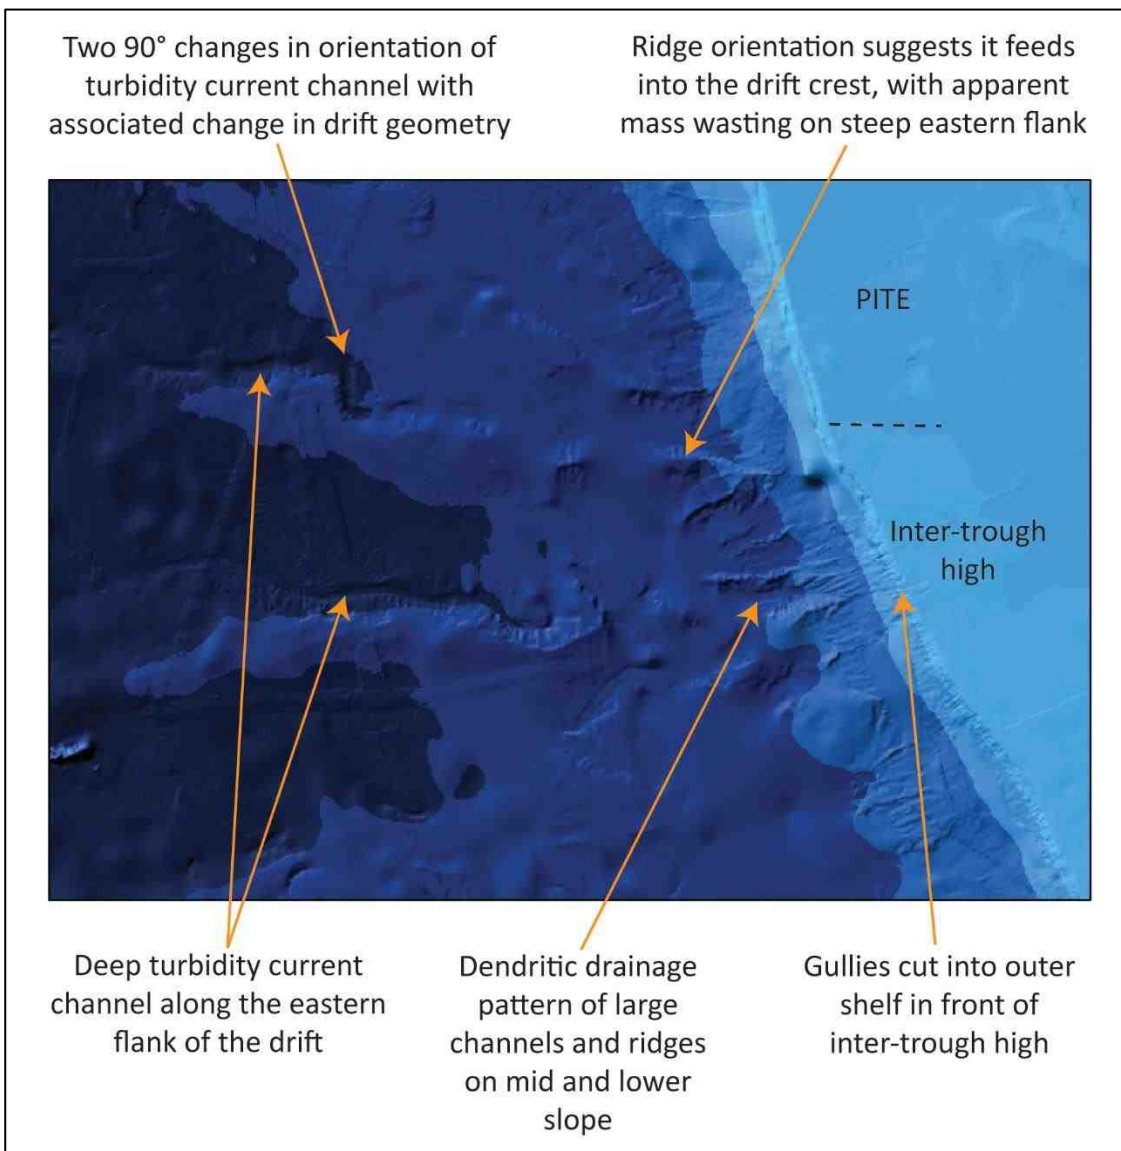 Two 90° changes in orientation of
turbidity current channel with
associated change in drift geometry
Ridge orientation suggests it feeds
into the drift crest, with apparent
mass wasting on steep eastern flank
PITE
Inter-trough
high
Deep turbidity current
channel along the eastern
flank of the drift
Dendritic drainage
pattern of large
channels and ridges
on mid and lower
slope
Gullies cut into outer
shelf in front of
inter-trough high